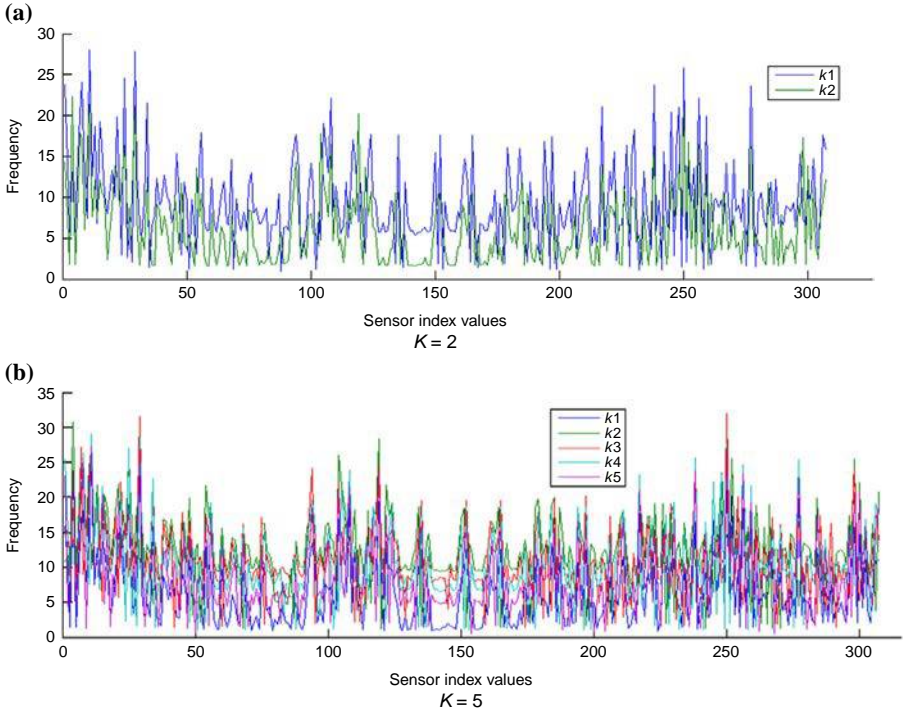 (a)
30
25
20
15
10
5
0
Frequency
k1
k2
0 50 100 150 200 250 300
Sensor index values
K = 2
(b)
35
30
25
20
15
10
5
0
Frequency
k1
k2
k3
k4
k5
0 50 100 150 200 250 300
Sensor index values
K = 5